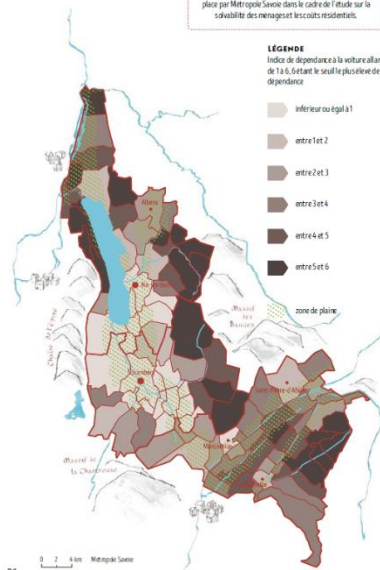 place par Métropole Savoie dans le cadre de l'étude sur la
solvabilité des ménages et les coûts résidentiels.
LÉGENDE
Indice de dépendance à la voiture allant
de 1 à 6, 6 étant le seuil le plus élevé de
dépendance
inférieur ou égal à 1
entre 1 et 2
entre 2 et 3
entre 3 et 4
entre 4 et 5
entre 5 et 6
zone de plaine
Albens
Aix-les-Bains
Massif des
Bauges
Chambéry
Saint-Pierre-d'Albigny
Massif de
la Chartreuse
0 2 4 km Métropole Savoie